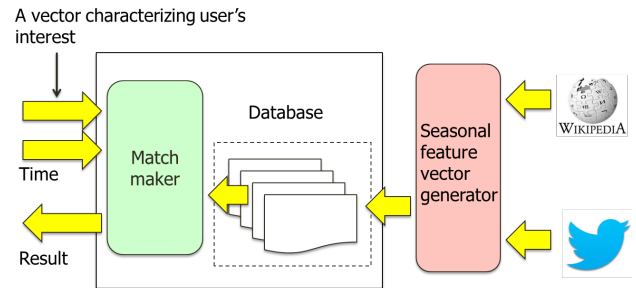 A vector characterizing user's
interest
Database
Match
maker
Seasonal
feature
vector
generator
WIKIPEDIA
Time
Result